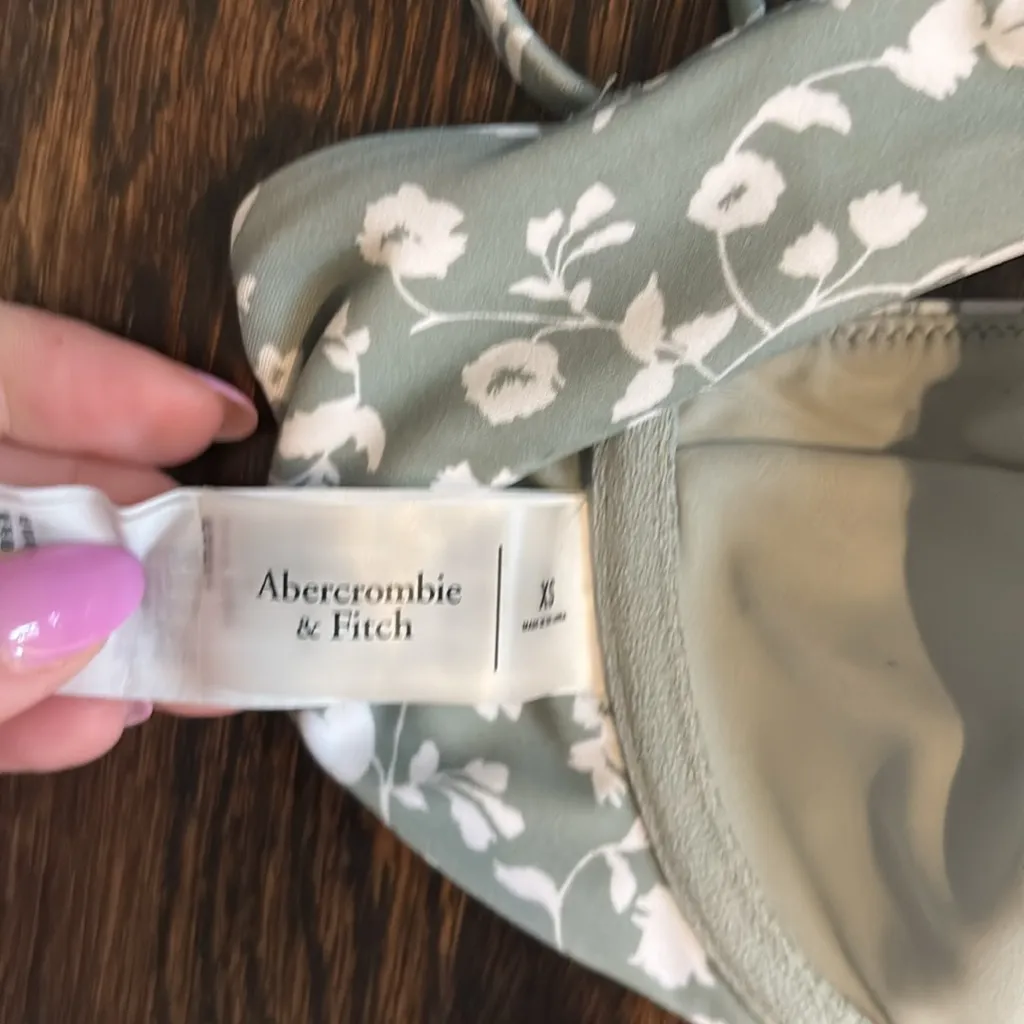 Abercrombie
& Fitch
XS